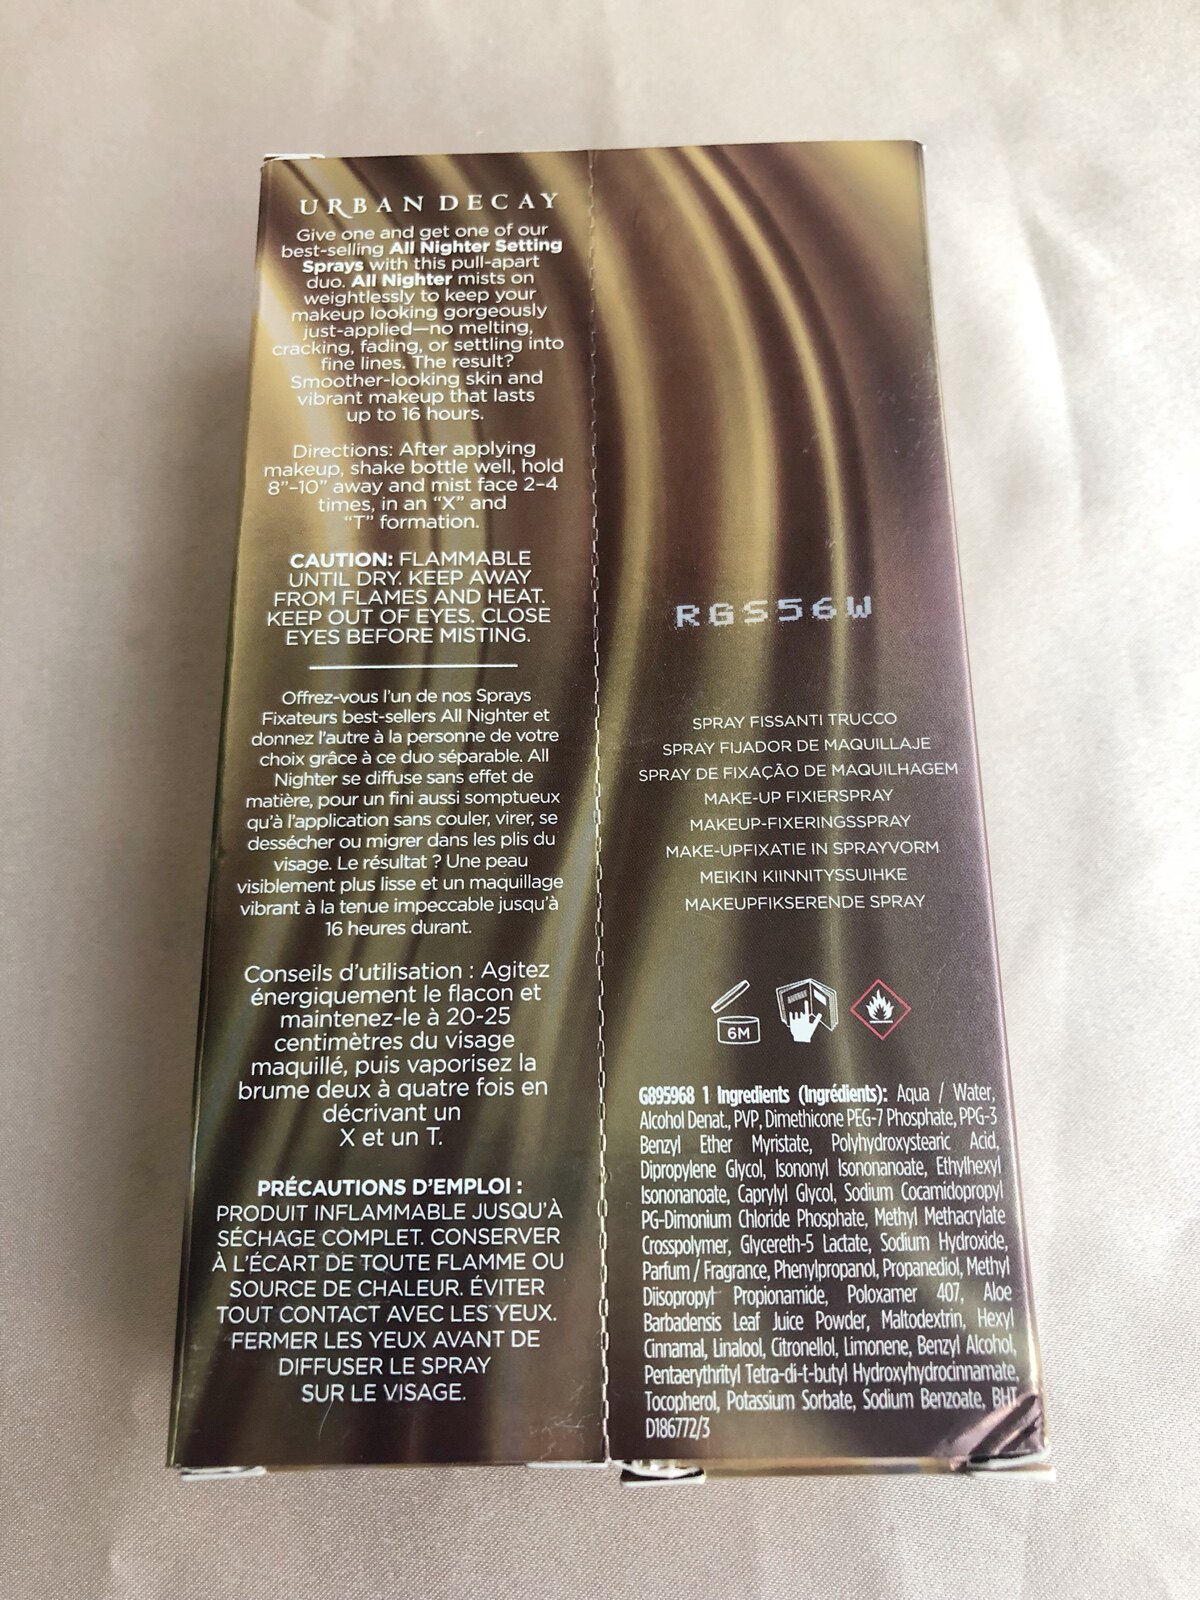 URBAN DECAY
Give one and get one of our
best-selling All Nighter Setting
Sprays with this pull-apart
duo. All Nighter mists on
weightlessly to keep your
makeup looking gorgeously
just-applied—no melting,
cracking, fading, or settling into
fine lines. The result?
Smoother-looking skin and
vibrant makeup that lasts
up to 16 hours.
Directions: After applying
makeup, shake bottle well, hold
8”–10” away and mist face 2–4
times, in an “X” and
“T” formation.
CAUTION: FLAMMABLE
UNTIL DRY. KEEP AWAY
FROM FLAMES AND HEAT.
KEEP OUT OF EYES. CLOSE
EYES BEFORE MISTING.
Offrez-vous l’un de nos Sprays
Fixateurs best-sellers All Nighter et
donnez l’autre à la personne de votre
choix grâce à ce duo séparable. All
Nighter se diffuse sans effet de
matière, pour un fini aussi somptueux
qu’à l’application sans couler, virer, se
dessécher ou migrer dans les plis du
visage. Le résultat ? Une peau
visiblement plus lisse et un maquillage
vibrant à la tenue impeccable jusqu’à
16 heures durant.
Conseils d’utilisation : Agitez
énergiquement le flacon et
maintenez-le à 20-25
centimètres du visage
maquillé, puis vaporisez la
brume deux à quatre fois en
décrivant un
X et un T.
PRÉCAUTIONS D’EMPLOI :
PRODUIT INFLAMMABLE JUSQU’À
SÉCHAGE COMPLET. CONSERVER
À L’ÉCART DE TOUTE FLAMME OU
SOURCE DE CHALEUR. ÉVITER
TOUT CONTACT AVEC LES YEUX.
FERMER LES YEUX AVANT DE
DIFFUSER LE SPRAY
SUR LE VISAGE.
RGS56W
SPRAY FISSANTI TRUCCO
SPRAY FIJADOR DE MAQUILLAJE
SPRAY DE FIXAÇÃO DE MAQUILHAGEM
MAKE-UP FIXIERSPRAY
MAKEUP-FIXERINGSSPRAY
MAKE-UPFIXATIE IN SPRAYVORM
MEIKIN KIINNITYSSUIHKE
MAKEUPFIKSERENDE SPRAY
6M
G895968 1 Ingredients (Ingrédients): Aqua / Water,
Alcohol Denat., PVP, Dimethicone PEG-7 Phosphate, PPG-3
Benzyl Ether Myristate, Polyhydroxystearic Acid,
Dipropylene Glycol, Isononyl Isononanoate, Ethylhexyl
Isononanoate, Caprylyl Glycol, Sodium Cocamidopropyl
PG-Dimonium Chloride Phosphate, Methyl Methacrylate
Crosspolymer, Glycereth-5 Lactate, Sodium Hydroxide,
Parfum / Fragrance, Phenylpropanol, Propanediol, Methyl
Diisopropyl Propionamide, Poloxamer 407, Aloe
Barbadensis Leaf Juice Powder, Maltodextrin, Hexyl
Cinnamal, Linalool, Citronellol, Limonene, Benzyl Alcohol,
Pentaerythrityl Tetra-di-t-butyl Hydroxyhydrocinnamate,
Tocopherol, Potassium Sorbate, Sodium Benzoate, BHT.
D186772/3